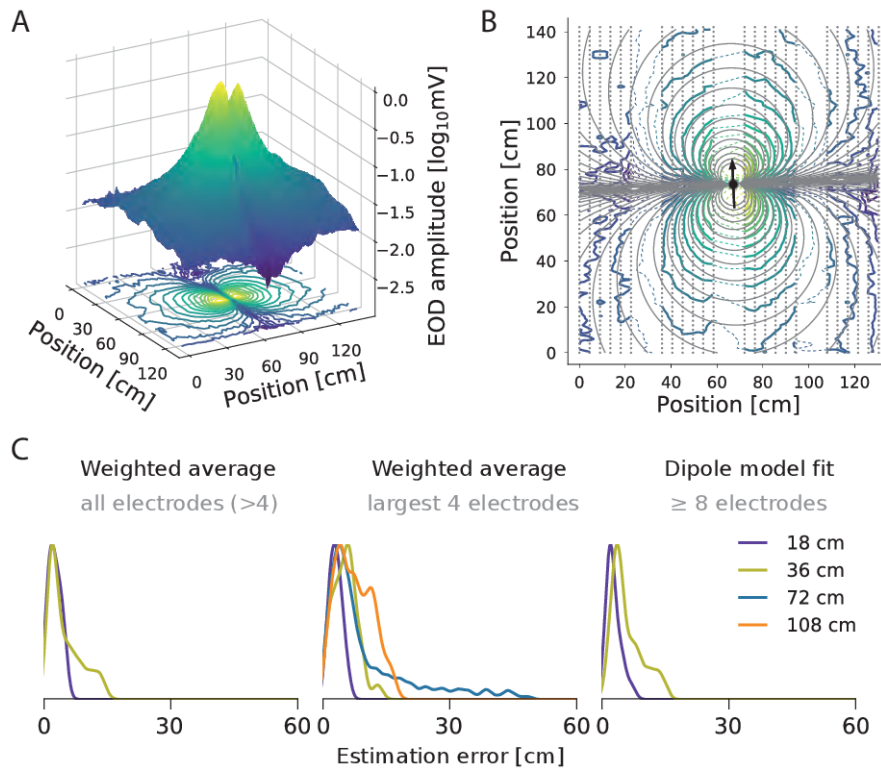 A
0.0
−0.5
−1.0
−1.5
−2.0
−2.5
EOD amplitude [log₁₀mV]
0
30
60
90
120
Position [cm]
0
30
60
90
120
Position [cm]
B
140
120
100
80
60
40
20
0
Position [cm]
0 20 40 60 80 100 120
Position [cm]
C
Weighted average
all electrodes (>4)
0 30 60
Weighted average
largest 4 electrodes
0 30 60
Dipole model fit
≥ 8 electrodes
18 cm
36 cm
72 cm
108 cm
0 30 60
Estimation error [cm]